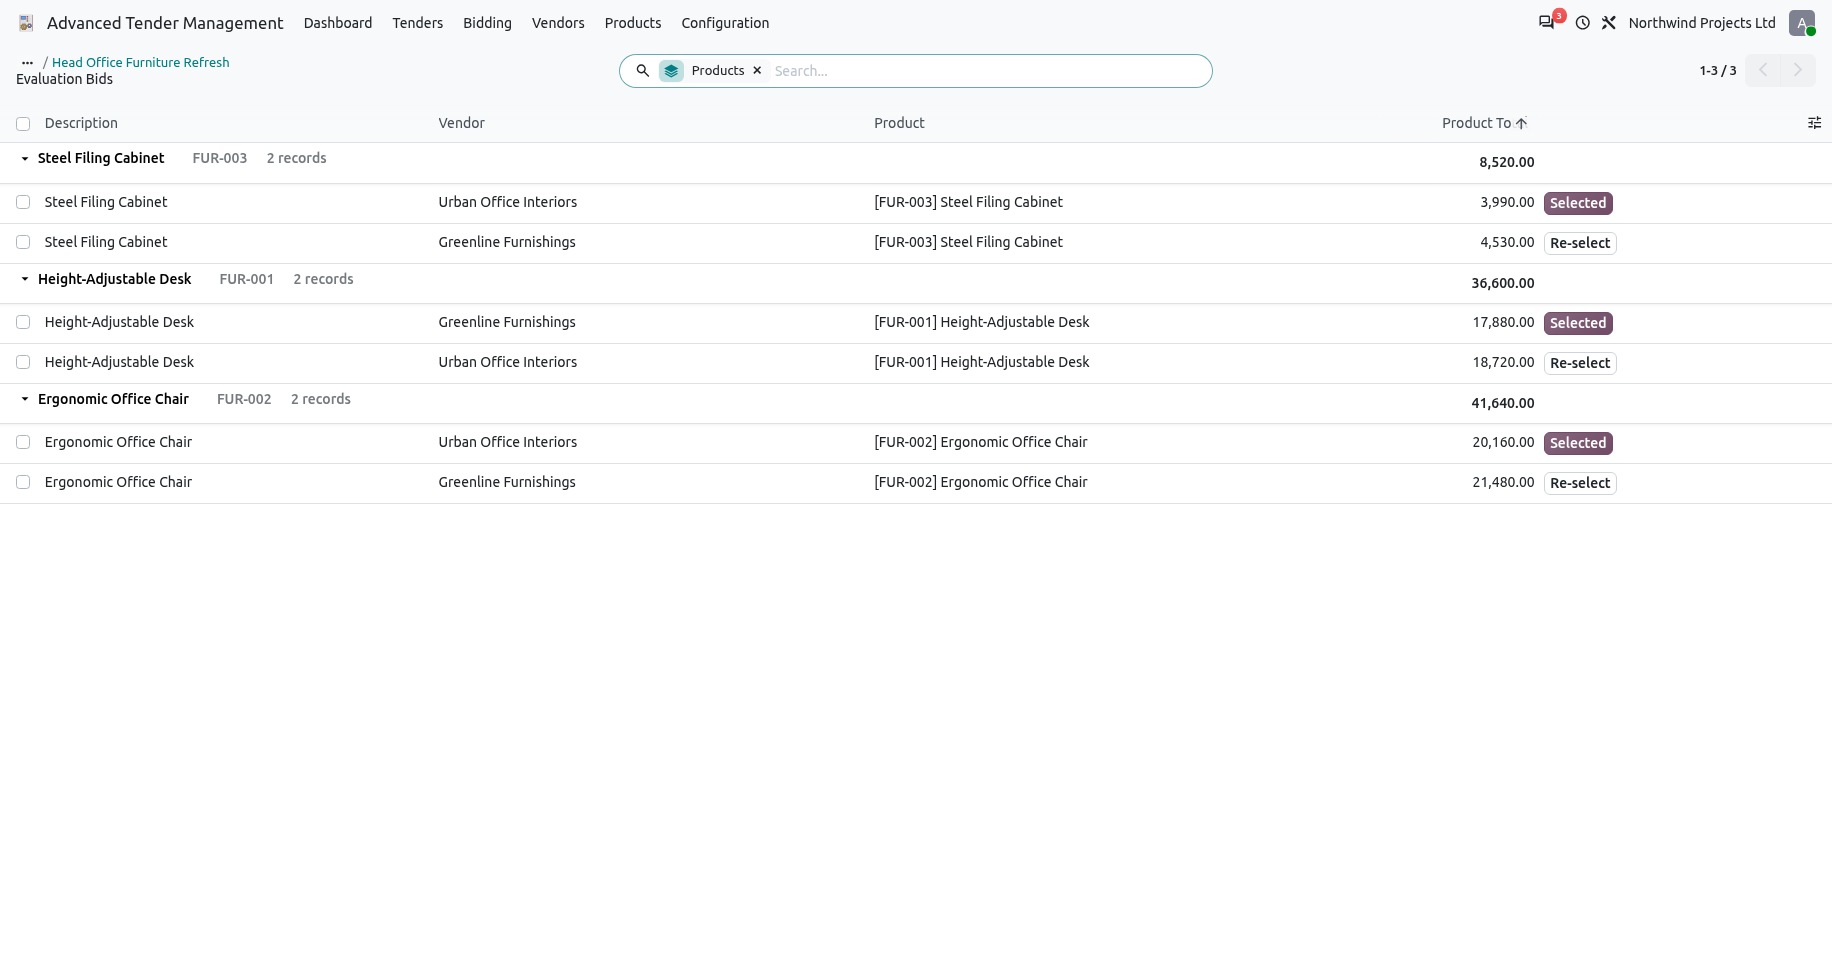 Advanced Tender Management Dashboard Tenders Bidding Vendors Products Configuration 3 Northwind Projects Ltd A
... / Head Office Furniture Refresh
Evaluation Bids
Products × Search...
1-3 / 3
Description Vendor Product Product To
Steel Filing Cabinet FUR-003 2 records 8,520.00
Steel Filing Cabinet Urban Office Interiors [FUR-003] Steel Filing Cabinet 3,990.00 Selected
Steel Filing Cabinet Greenline Furnishings [FUR-003] Steel Filing Cabinet 4,530.00 Re-select
Height-Adjustable Desk FUR-001 2 records 36,600.00
Height-Adjustable Desk Greenline Furnishings [FUR-001] Height-Adjustable Desk 17,880.00 Selected
Height-Adjustable Desk Urban Office Interiors [FUR-001] Height-Adjustable Desk 18,720.00 Re-select
Ergonomic Office Chair FUR-002 2 records 41,640.00
Ergonomic Office Chair Urban Office Interiors [FUR-002] Ergonomic Office Chair 20,160.00 Selected
Ergonomic Office Chair Greenline Furnishings [FUR-002] Ergonomic Office Chair 21,480.00 Re-select